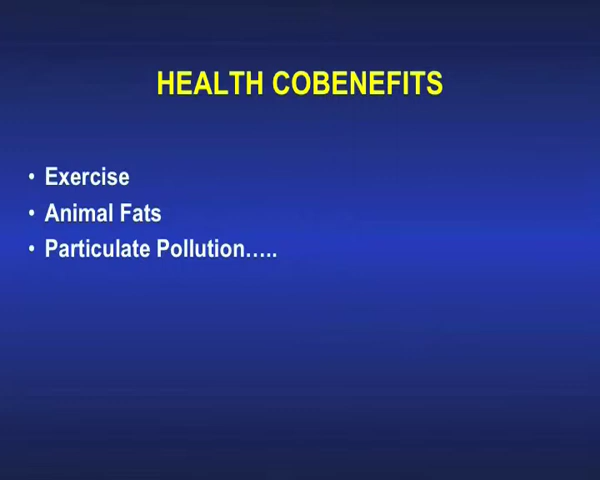 HEALTH COBENEFITS
• Exercise
• Animal Fats
• Particulate Pollution…..